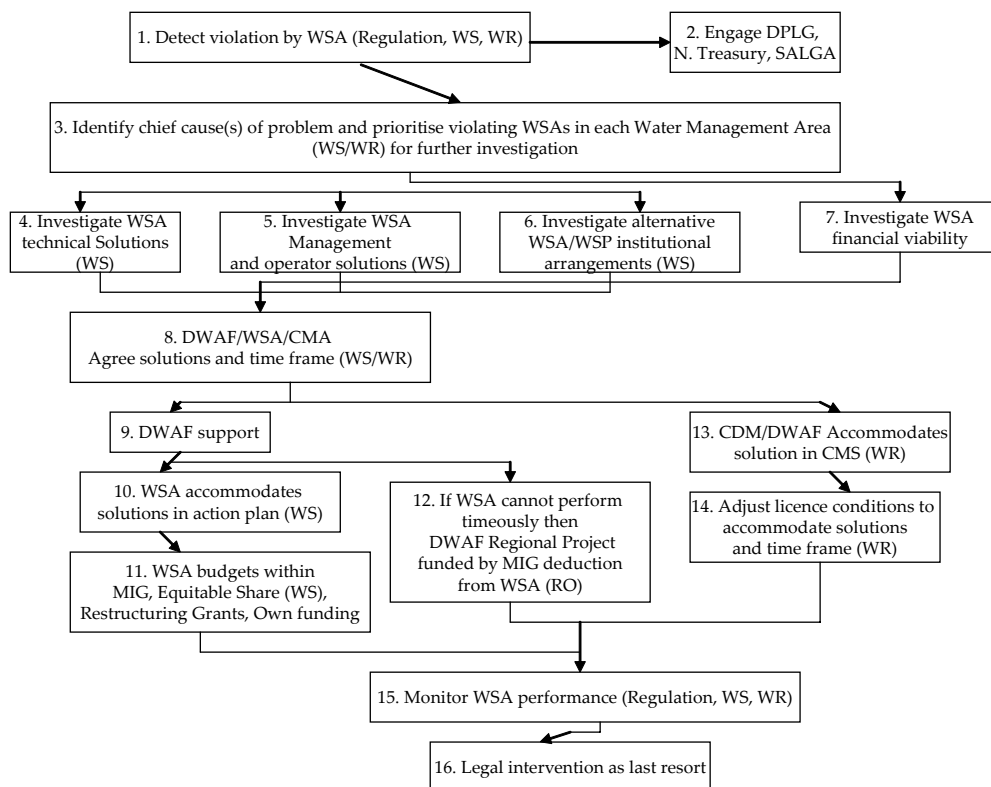 1. Detect violation by WSA (Regulation, WS, WR)
2. Engage DPLG,
N. Treasury, SALGA
3. Identify chief cause(s) of problem and prioritise violating WSAs in each Water Management Area
(WS/WR) for further investigation
4. Investigate WSA
technical Solutions
(WS)
5. Investigate WSA
Management
and operator solutions (WS)
6. Investigate alternative
WSA/WSP institutional
arrangements (WS)
7. Investigate WSA
financial viability
8. DWAF/WSA/CMA
Agree solutions and time frame (WS/WR)
9. DWAF support
10. WSA accommodates
solutions in action plan (WS)
11. WSA budgets within
MIG, Equitable Share (WS),
Restructuring Grants, Own funding
12. If WSA cannot perform
timeously then
DWAF Regional Project
funded by MIG deduction
from WSA (RO)
13. CDM/DWAF Accommodates
solution in CMS (WR)
14. Adjust licence conditions to
accommodate solutions
and time frame (WR)
15. Monitor WSA performance (Regulation, WS, WR)
16. Legal intervention as last resort